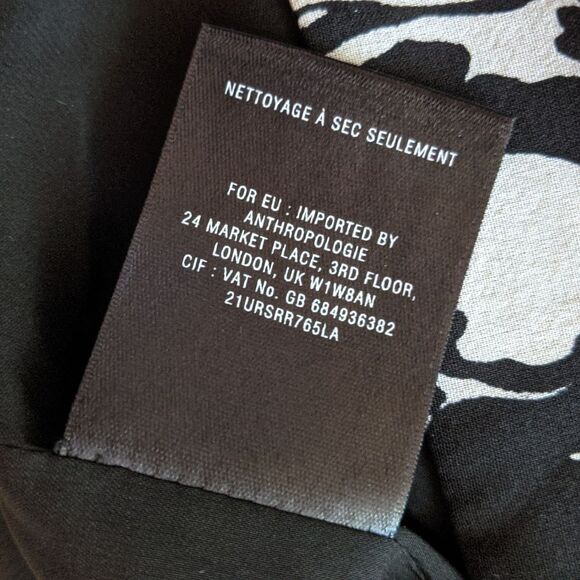 NETTOYAGE À SEC SEULEMENT
FOR EU : IMPORTED BY
ANTHROPOLOGIE
24 MARKET PLACE, 3RD FLOOR,
LONDON, UK W1W8AN
CIF : VAT No. GB 684936382
21URSRR765LA